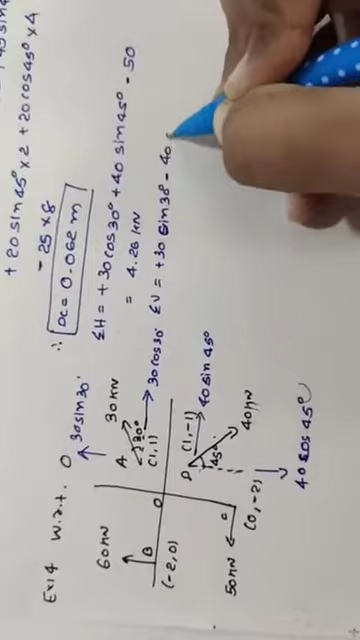 + 20 sin 45° x 2 + 20 cos 45° x 4
- 25 x 8
∴ x = 0.062 m
Ex:4 W.r.t. O
60 kN
B
(-2,0)
O
30 sin 30°
30 kN
A
30°
(1,1)
30 cos 30°
D
(1,-1)
45°
40 sin 45°
40 kN
40 cos 45°
50 kN
C
(0,-2)
ΣH = + 30 cos 30° + 40 sin 45° - 50
= 4.26 kN
ΣV = + 30 sin 30° - 40